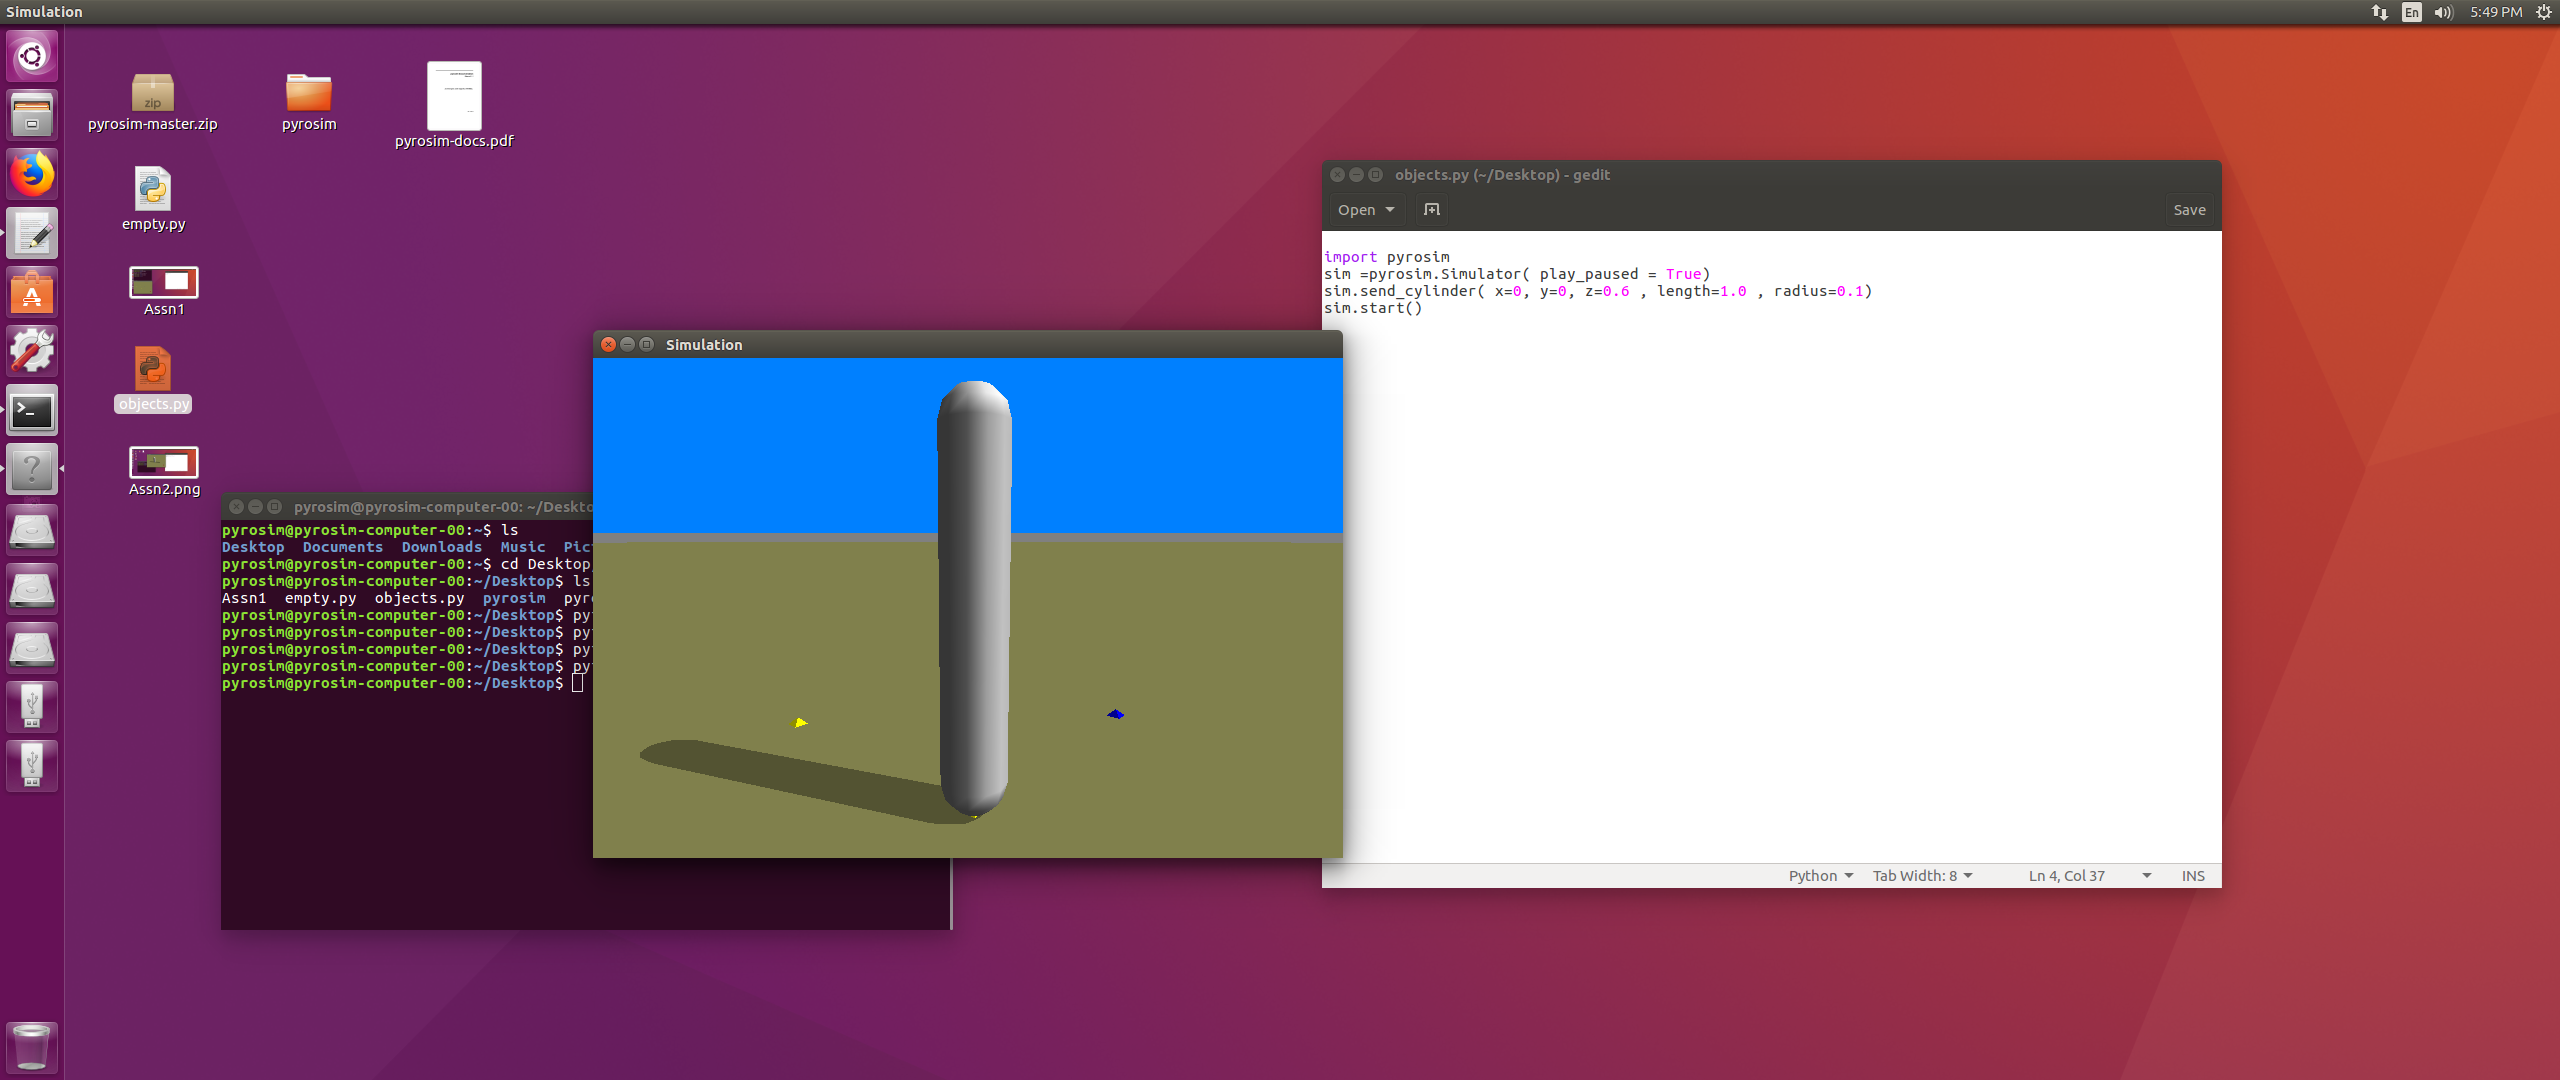 Simulation
En
5:49 PM
zip
pyrosim-master.zip
pyrosim
pyrosim-docs.pdf
empty.py
Assn1
objects.py
Assn2.png
objects.py (~/Desktop) - gedit
Open
Save
import pyrosim
sim =pyrosim.Simulator( play_paused = True)
sim.send_cylinder( x=0, y=0, z=0.6 , length=1.0 , radius=0.1)
sim.start()
Python
Tab Width: 8
Ln 4, Col 37
INS
Simulation
pyrosim@pyrosim-computer-00: ~/Deskto
pyrosim@pyrosim-computer-00:~$ ls
Desktop Documents Downloads Music Pic
pyrosim@pyrosim-computer-00:~$ cd Desktop
pyrosim@pyrosim-computer-00:~/Desktop$ ls
Assn1 empty.py objects.py pyrosim pyr
pyrosim@pyrosim-computer-00:~/Desktop$ py
pyrosim@pyrosim-computer-00:~/Desktop$ py
pyrosim@pyrosim-computer-00:~/Desktop$ py
pyrosim@pyrosim-computer-00:~/Desktop$ py
pyrosim@pyrosim-computer-00:~/Desktop$